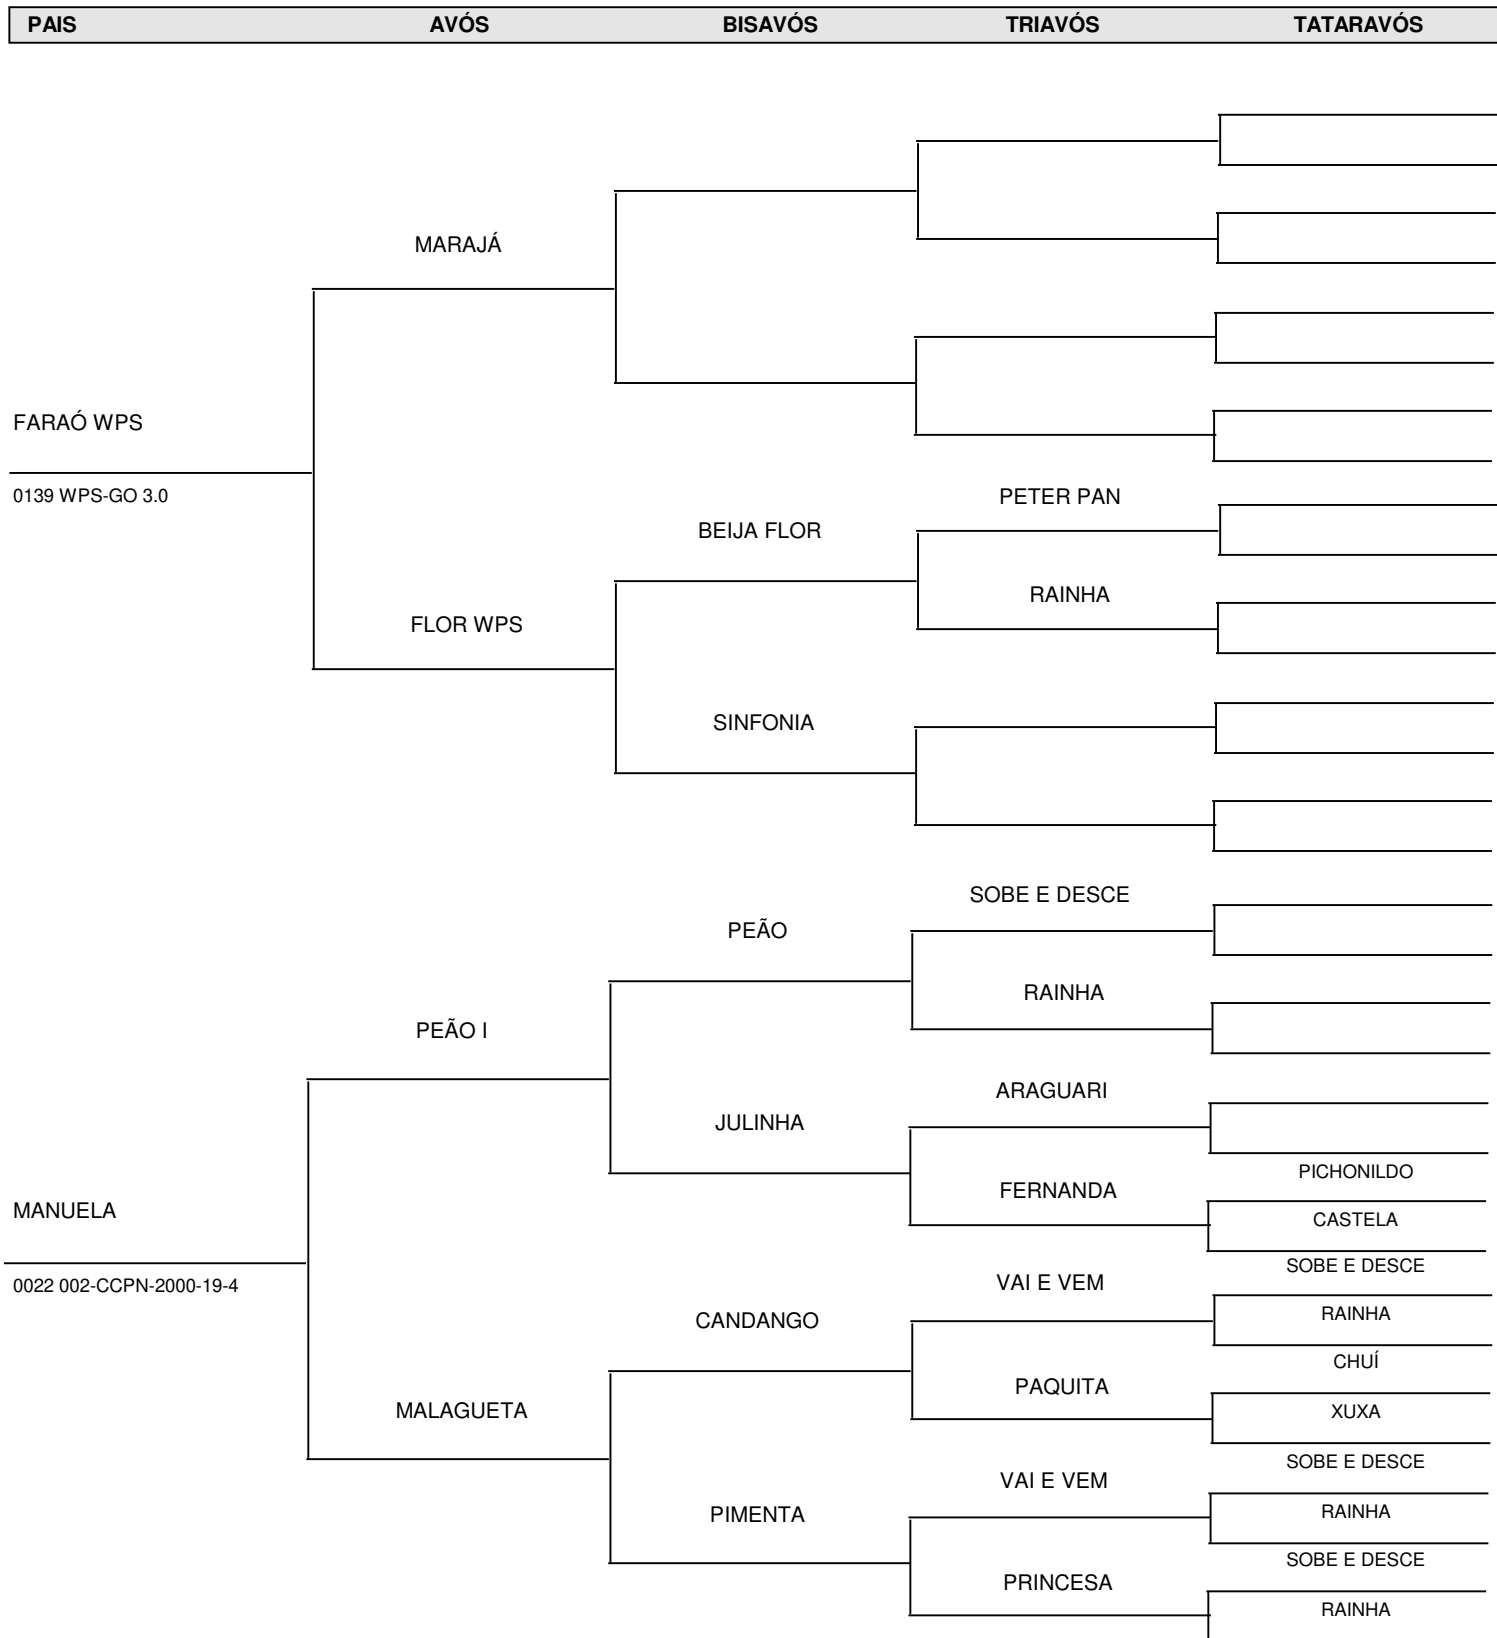 PAIS AVÓS BISAVÓS TRIAVÓS TATARAVÓS
MARAJÁ
FARAÓ WPS
0139 WPS-GO 3.0
PETER PAN
BEIJA FLOR
RAINHA
FLOR WPS
SINFONIA
SOBE E DESCE
PEÃO
RAINHA
PEÃO I
ARAGUARI
JULINHA
PICHONILDO
FERNANDA
MANUELA
CASTELA
SOBE E DESCE
0022 002-CCPN-2000-19-4
VAI E VEM
RAINHA
CANDANGO
CHUÍ
PAQUITA
MALAGUETA
XUXA
SOBE E DESCE
VAI E VEM
RAINHA
PIMENTA
SOBE E DESCE
PRINCESA
RAINHA